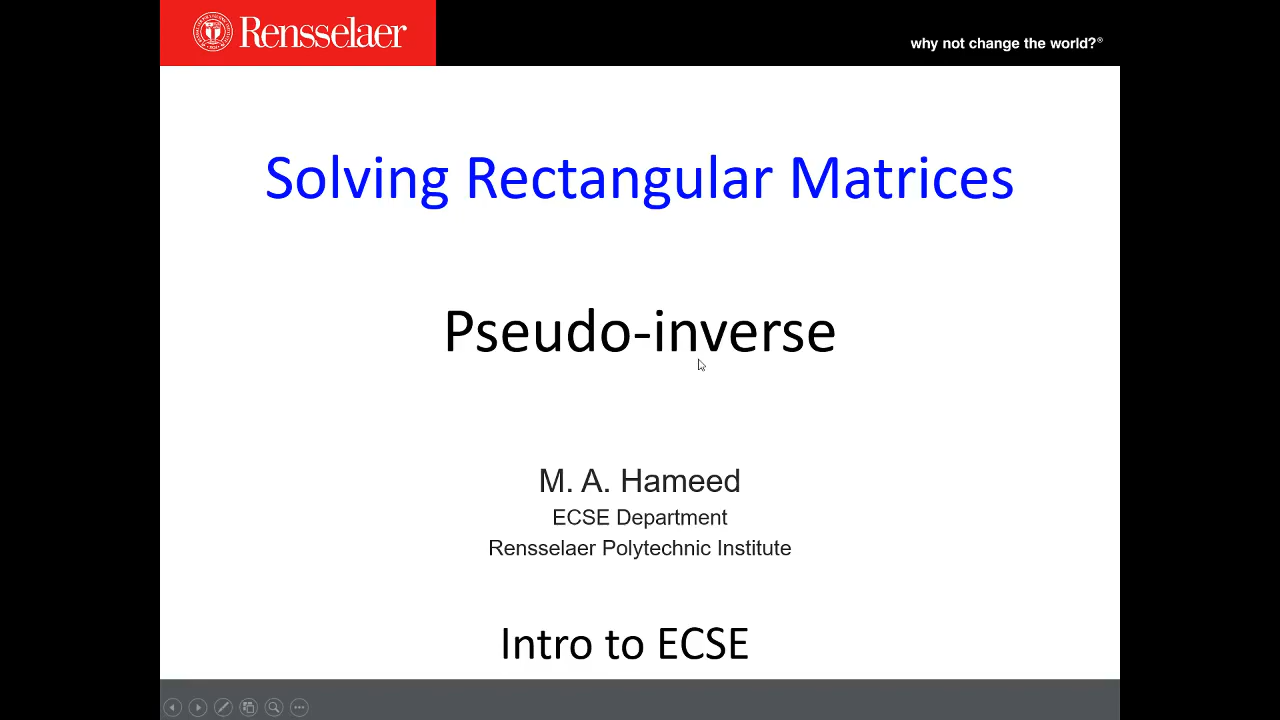 Rensselaer
why not change the world?®
Solving Rectangular Matrices
Pseudo-inverse
M. A. Hameed
ECSE Department
Rensselaer Polytechnic Institute
Intro to ECSE